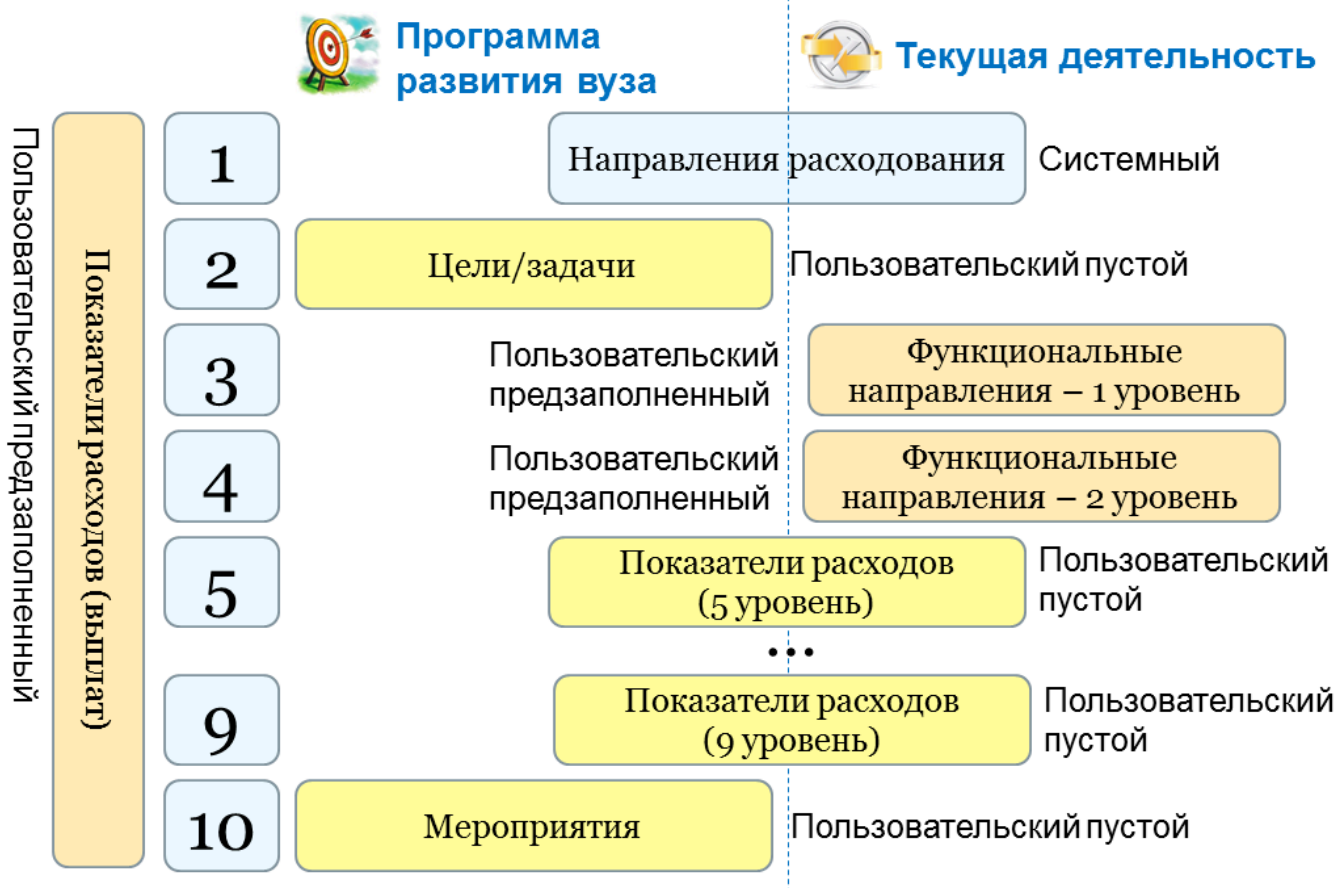 Программа
развития вуза
Текущая деятельность
Пользовательский предзаполненный
Показатели расходов (выплат)
1
Направления расходования
Системный
2
Цели/задачи
Пользовательский пустой
3
Пользовательский
предзаполненный
Функциональные
направления – 1 уровень
4
Пользовательский
предзаполненный
Функциональные
направления – 2 уровень
5
Показатели расходов
(5 уровень)
Пользовательский
пустой
...
9
Показатели расходов
(9 уровень)
Пользовательский
пустой
10
Мероприятия
Пользовательский пустой